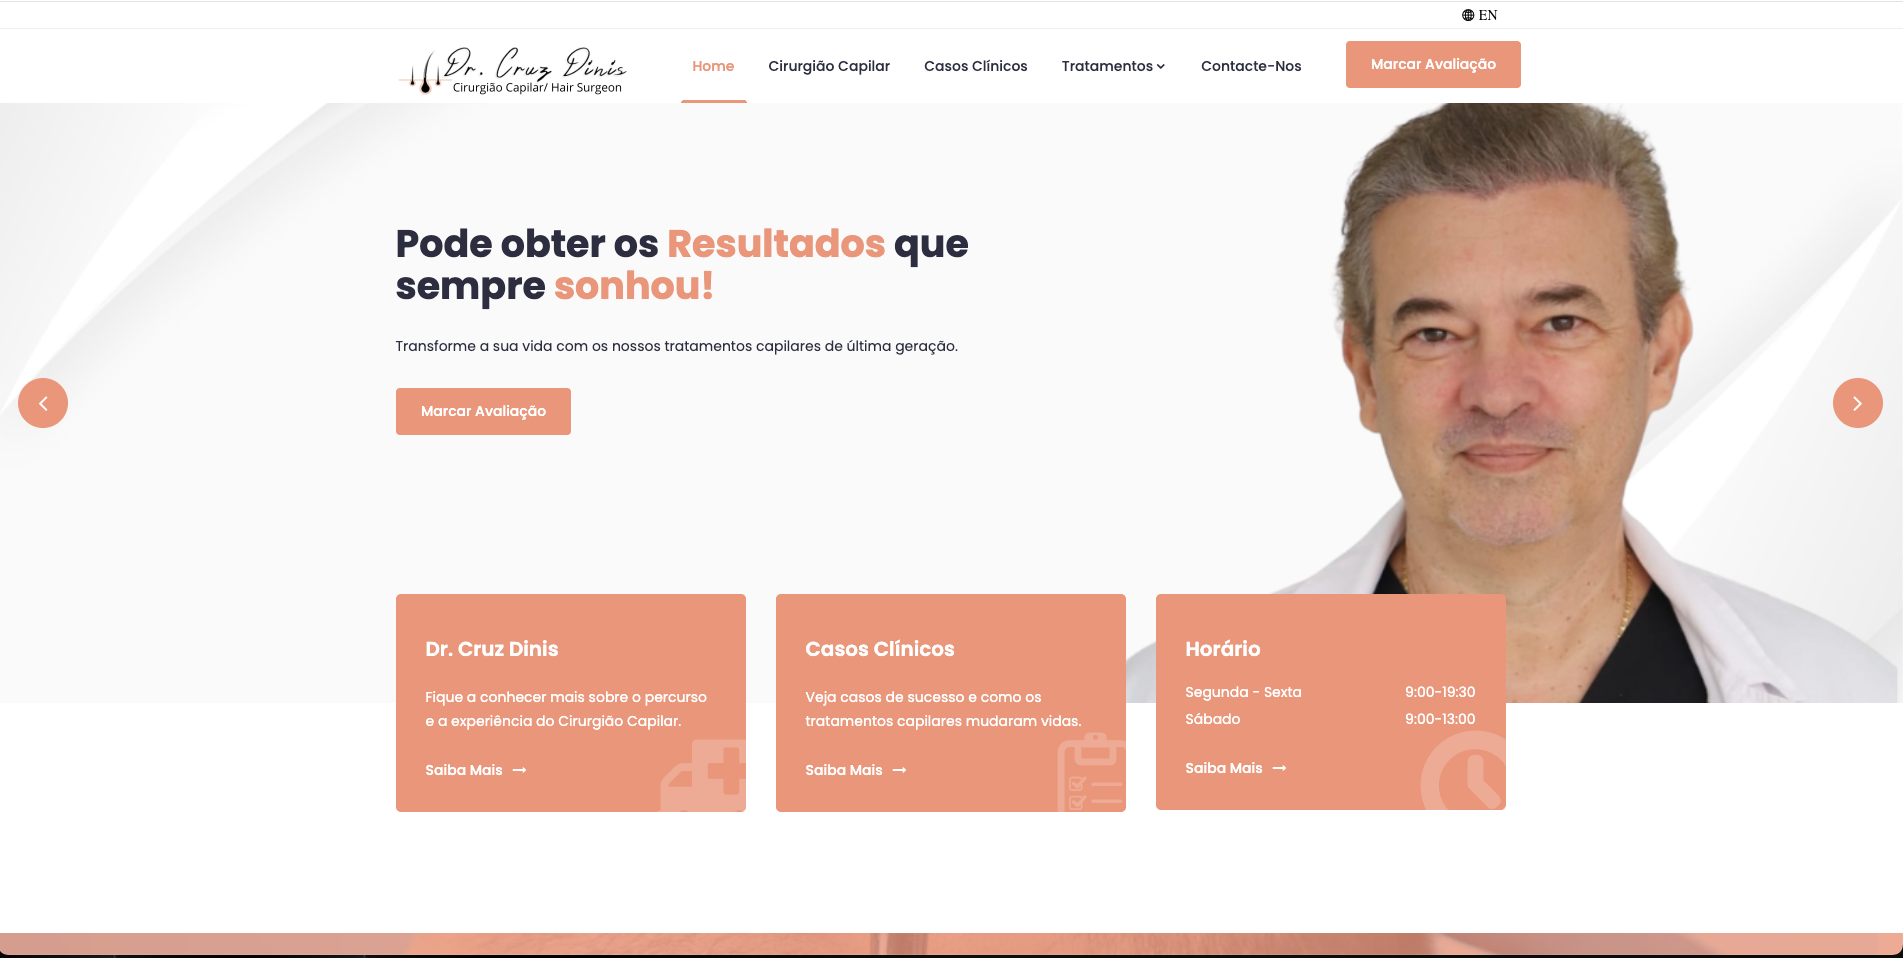 EN
Dr. Cruz Dinis
Cirurgião Capilar/ Hair Surgeon
Home
Cirurgião Capilar
Casos Clínicos
Tratamentos
Contacte-Nos
Marcar Avaliação
Pode obter os Resultados que
sempre sonhou!
Transforme a sua vida com os nossos tratamentos capilares de última geração.
Marcar Avaliação
Dr. Cruz Dinis
Fique a conhecer mais sobre o percurso
e a experiência do Cirurgião Capilar.
Saiba Mais
Casos Clínicos
Veja casos de sucesso e como os
tratamentos capilares mudaram vidas.
Saiba Mais
Horário
Segunda - Sexta 9:00-19:30
Sábado 9:00-13:00
Saiba Mais